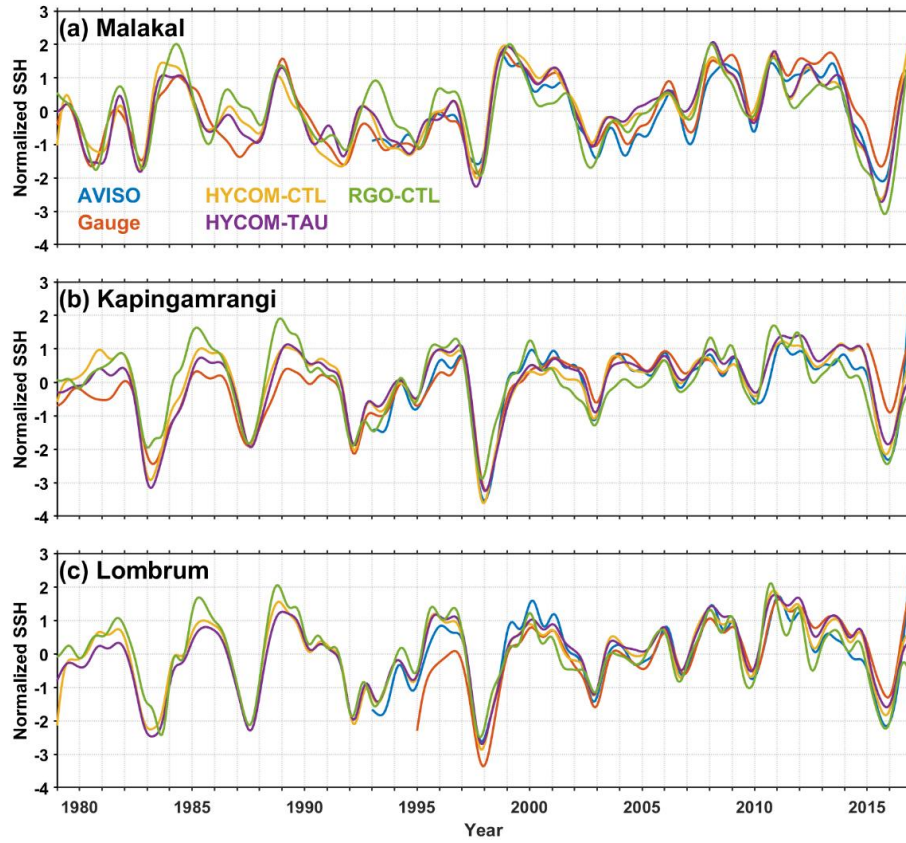 (a) Malakal
Normalized SSH
3
2
1
0
-1
-2
-3
-4
AVISO HYCOM-CTL RGO-CTL
Gauge HYCOM-TAU
(b) Kapingamrangi
Normalized SSH
3
2
1
0
-1
-2
-3
-4
(c) Lombrum
Normalized SSH
3
2
1
0
-1
-2
-3
-4
1980 1985 1990 1995 2000 2005 2010 2015
Year